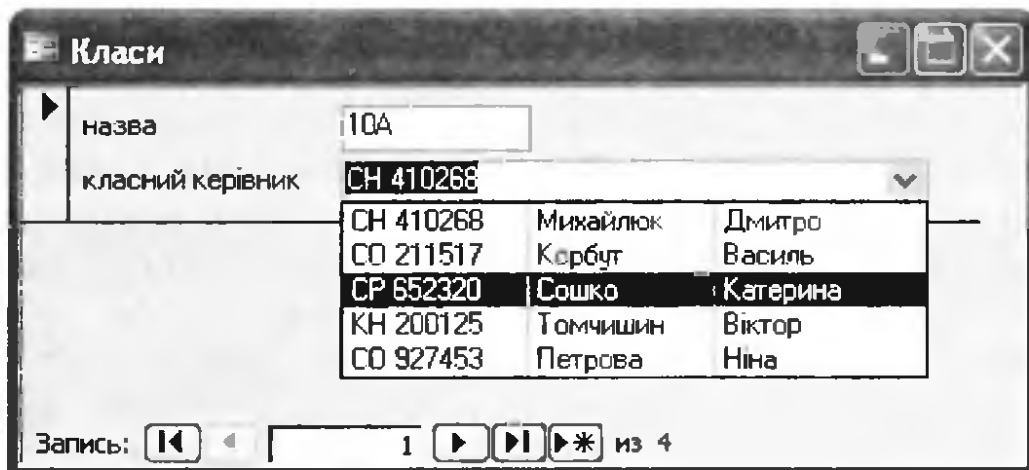 Класи
назва 10А
класний керівник СН 410268
СН 410268 Михайлюк Дмитро
СО 211517 Корбут Василь
СР 652320 Сошко Катерина
КН 200125 Томчишин Віктор
СО 927453 Петрова Ніна
Запись: 1 из 4